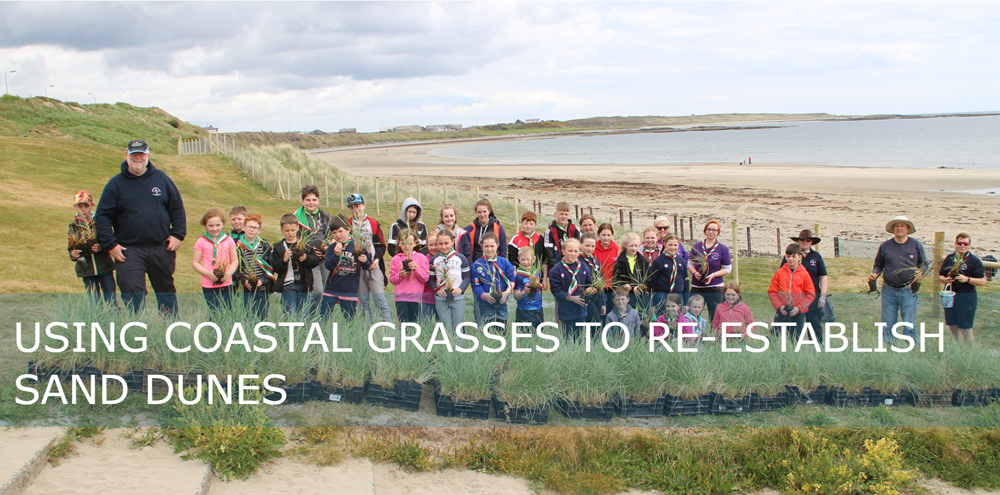 USING COASTAL GRASSES TO RE-ESTABLISH
SAND DUNES